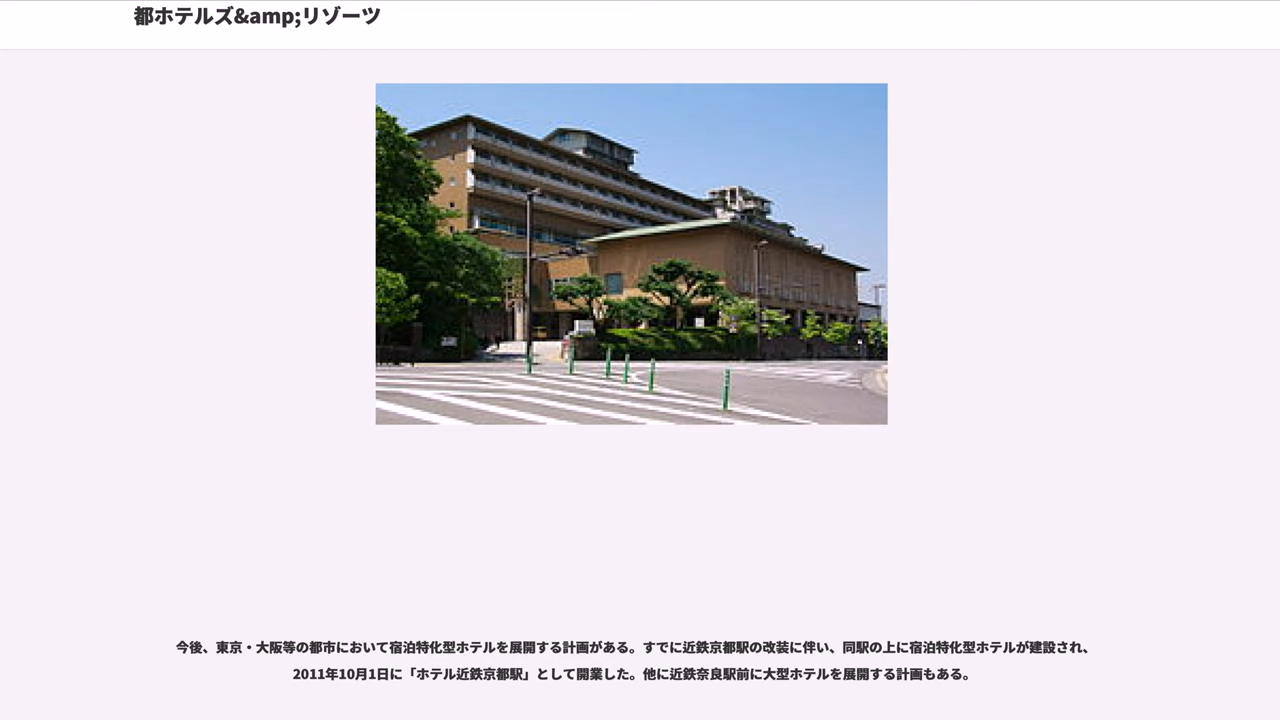 都ホテルズ&amp;リゾーツ
今後、東京・大阪等の都市において宿泊特化型ホテルを展開する計画がある。すでに近鉄京都駅の改装に伴い、同駅の上に宿泊特化型ホテルが建設され、
2011年10月1日に「ホテル近鉄京都駅」として開業した。他に近鉄奈良駅前に大型ホテルを展開する計画もある。